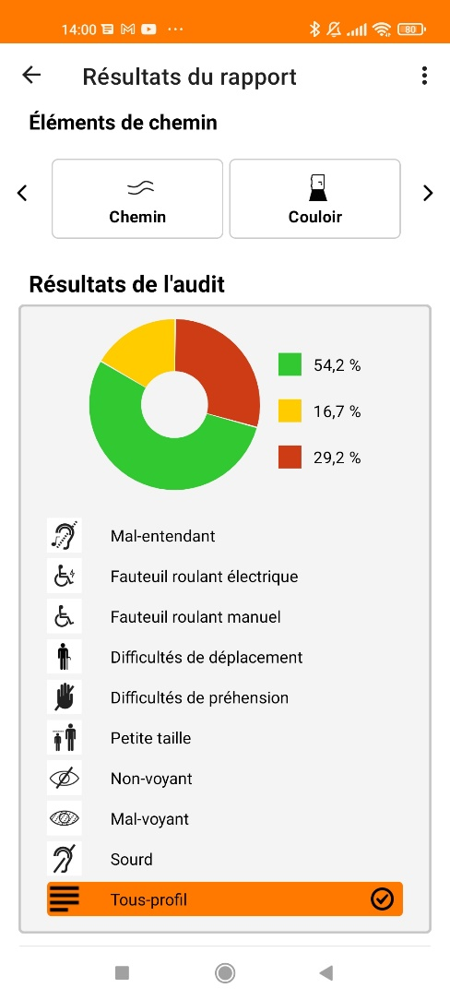 14:00
80
Résultats du rapport
Éléments de chemin
Chemin
Couloir
Résultats de l'audit
54,2 %
16,7 %
29,2 %
Mal-entendant
Fauteuil roulant électrique
Fauteuil roulant manuel
Difficultés de déplacement
Difficultés de préhension
Petite taille
Non-voyant
Mal-voyant
Sourd
Tous-profil